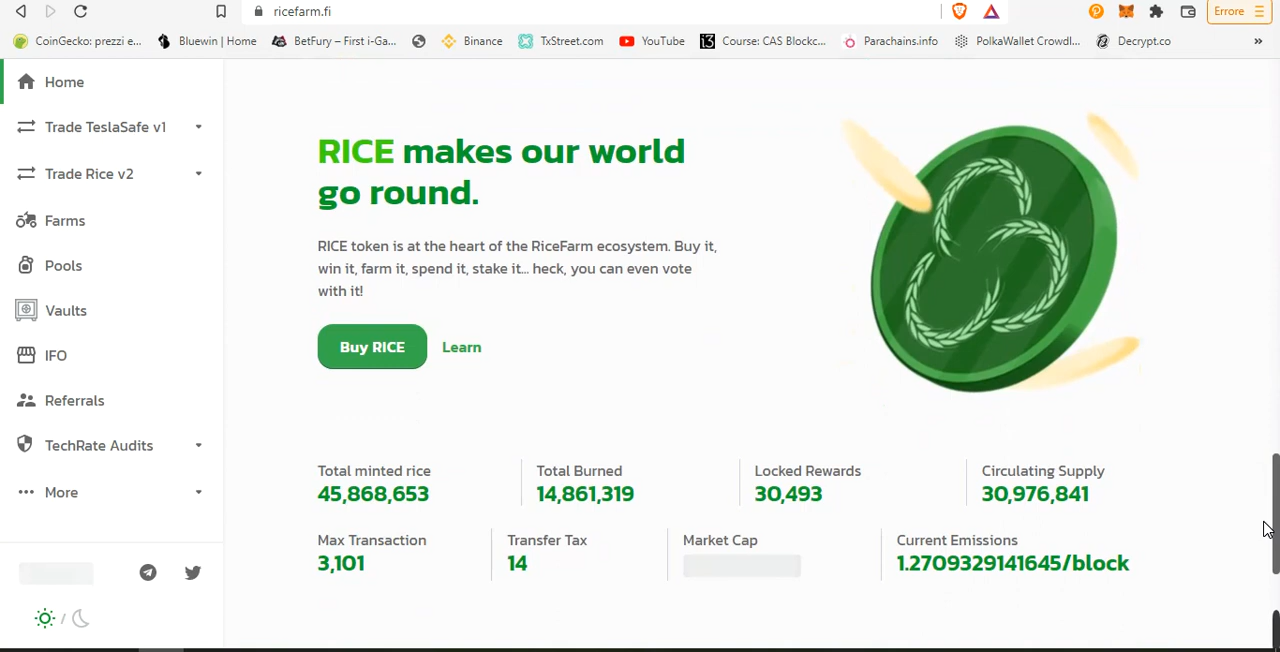 ricefarm.fi
Errore
CoinGecko: prezzi e...
Bluewin | Home
BetFury – First i-Ga...
Binance
TxStreet.com
YouTube
Course: CAS Blockc...
Parachains.info
PolkaWallet Crowdl...
Decrypt.co
»
Home
Trade TeslaSafe v1
Trade Rice v2
Farms
Pools
Vaults
IFO
Referrals
TechRate Audits
More
/
RICE makes our world
go round.
RICE token is at the heart of the RiceFarm ecosystem. Buy it,
win it, farm it, spend it, stake it... heck, you can even vote
with it!
Buy RICE
Learn
Total minted rice
45,868,653
Total Burned
14,861,319
Locked Rewards
30,493
Circulating Supply
30,976,841
Max Transaction
3,101
Transfer Tax
14
Market Cap
Current Emissions
1.2709329141645/block